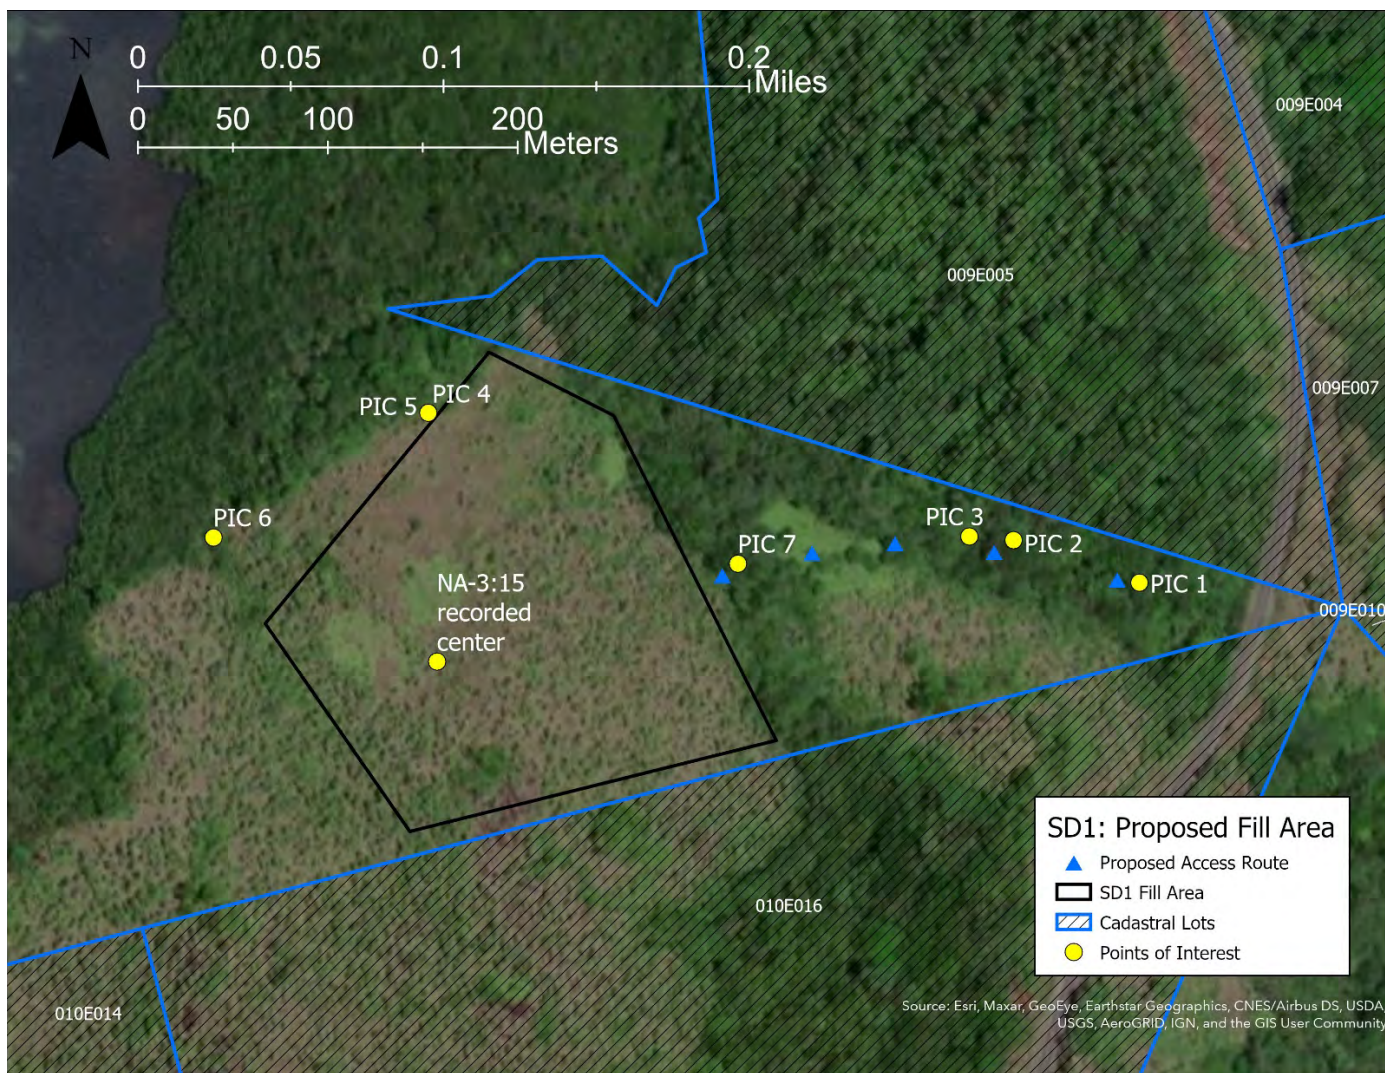 N
0 0.05 0.1 0.2
Miles
0 50 100 200
Meters
009E004
009E005
009E007
PIC 5 PIC 4
PIC 6
PIC 3
PIC 2
PIC 7
PIC 1
NA-3:15
recorded
center
009E010
010E016
010E014
SD1: Proposed Fill Area
Proposed Access Route
SD1 Fill Area
Cadastral Lots
Points of Interest
Source: Esri, Maxar, GeoEye, Earthstar Geographics, CNES/Airbus DS, USDA,
USGS, AeroGRID, IGN, and the GIS User Community